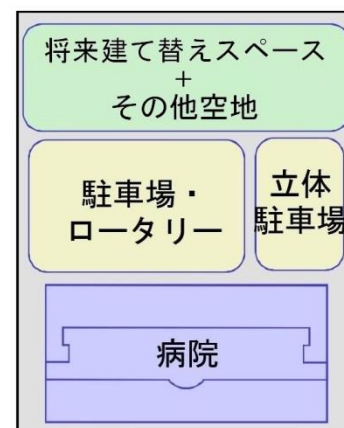 将来建て替えスペース
+
その他空地
駐車場・
ロータリー
立体
駐車場
病院